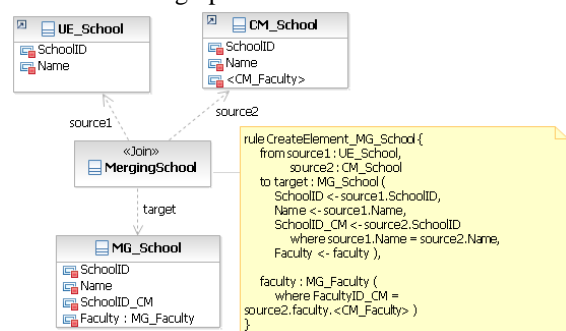 UE_School
SchoolID
Name
CM_School
SchoolID
Name
<CM_Faculty>
source1
source2
«Join»
MergingSchool
target
MG_School
SchoolID
Name
SchoolID_CM
Faculty : MG_Faculty
rule CreateElement_MG_School {
from source1 : UE_School,
source2 : CM_School
to target : MG_School (
SchoolID <- source1.SchoolID,
Name <- source1.Name,
SchoolID_CM <- source2.SchoolID
where source1.Name = source2.Name,
Faculty <- faculty ),
faculty : MG_Faculty (
where FacultyID_CM =
source2.faculty.<CM_Faculty> )
}